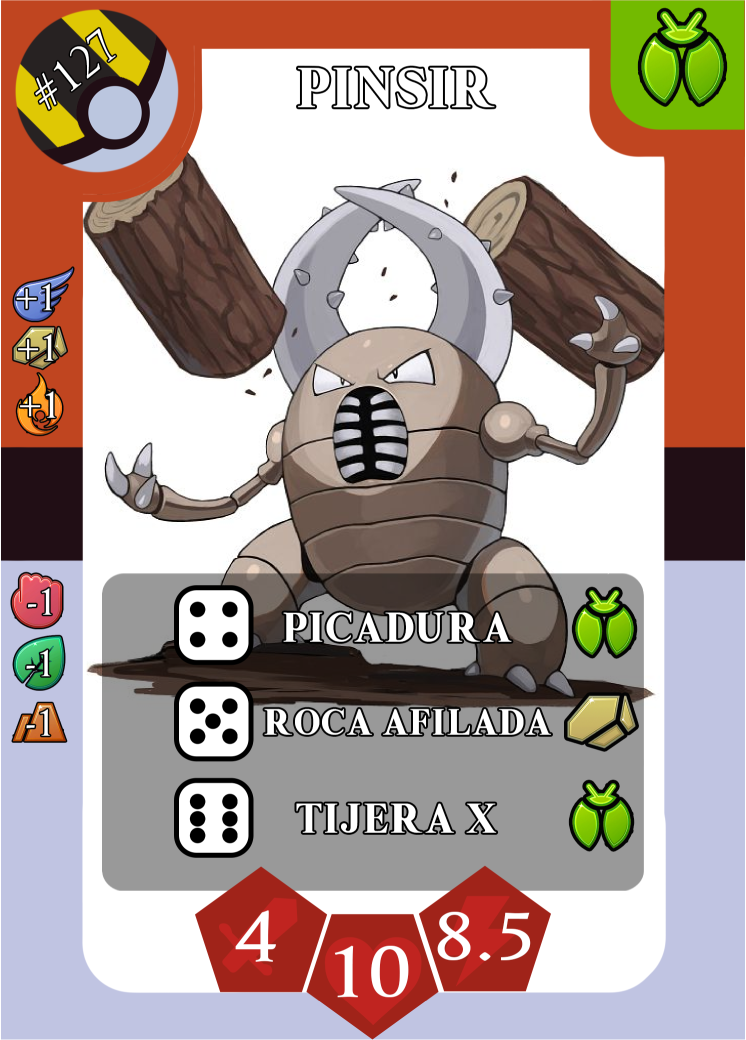 #127
PINSIR
+1
+1
+1
-1
-1
-1
PICADURA
ROCA AFILADA
TIJERA X
4
10
8.5